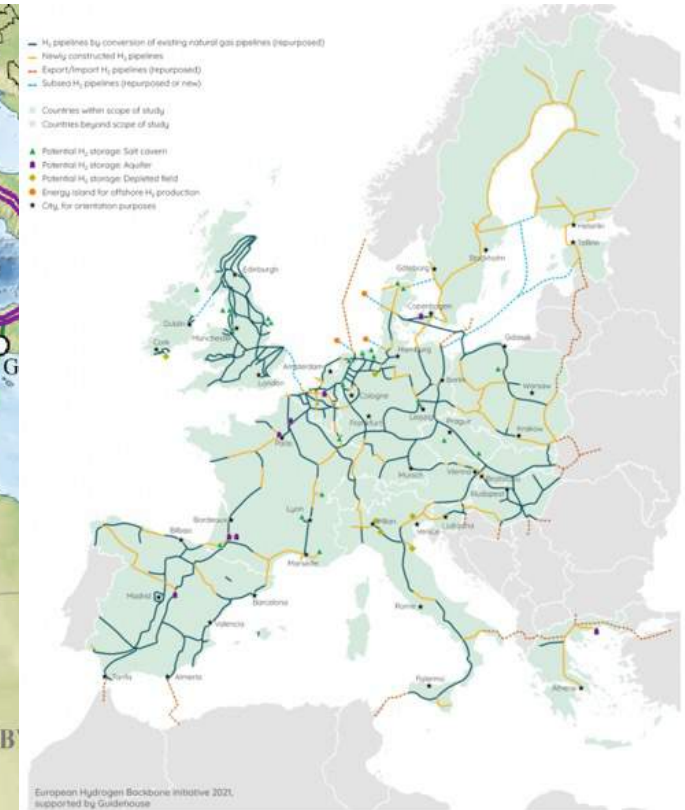 H₂ pipelines by conversion of existing natural gas pipelines (repurposed)
Newly constructed H₂ pipelines
Export/Import H₂ pipelines (repurposed)
Subsea H₂ pipelines (repurposed or new)
Countries within scope of study
Countries beyond scope of study
Potential H₂ storage: Salt cavern
Potential H₂ storage: Aquifer
Potential H₂ storage: Depleted field
Energy island for offshore H₂ production
City, for orientation purposes
Helsinki
Tallinn
Stockholm
Göteborg
Edinburgh
Copenhagen
Dublin
Manchester
Cork
Gdansk
Hamburg
Amsterdam
London
Berlin
Warsaw
Cologne
Leipzig
Frankfurt
Prague
Krakow
Paris
Munich
Vienna
Bratislava
Budapest
Lyon
Milan
Venice
Ljubljana
Bordeaux
Bilbao
Marseille
Madrid
Barcelona
Rome
Valencia
Tarifa
Almeria
Palermo
Athens
G
B
European Hydrogen Backbone initiative 2021,
supported by Guidehouse